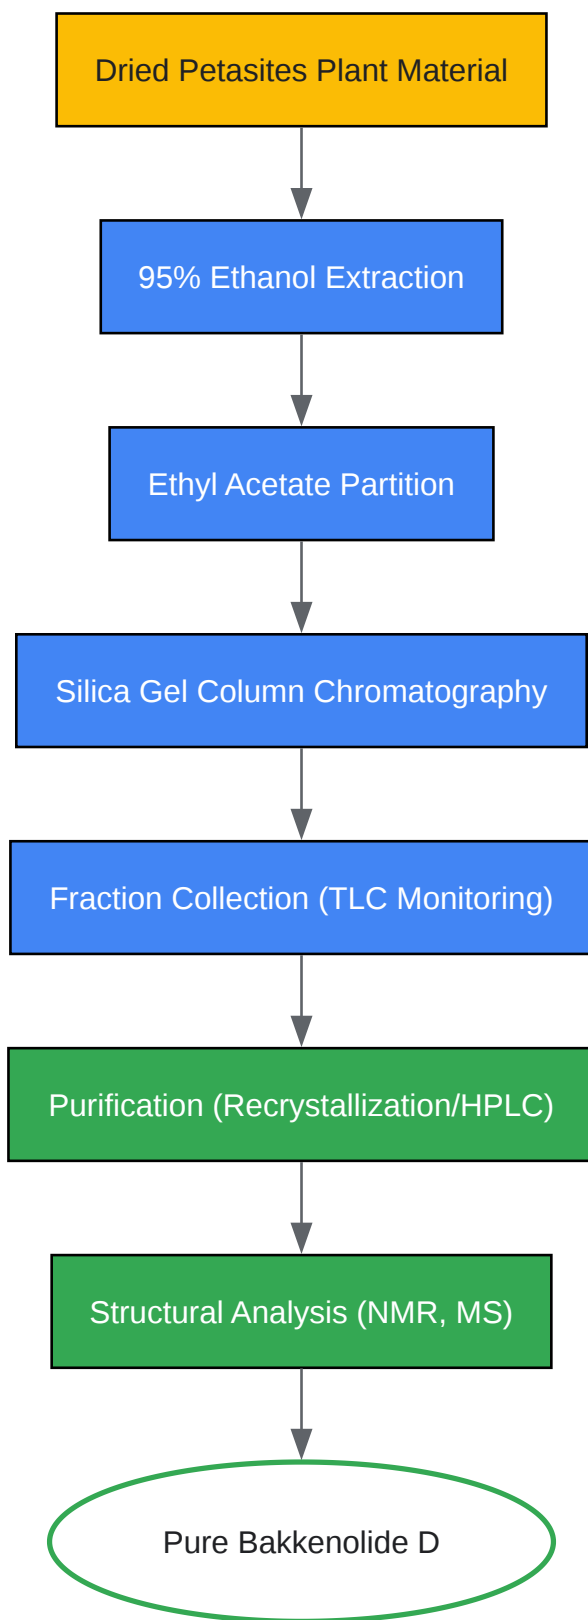 Dried Petasites Plant Material
95% Ethanol Extraction
Ethyl Acetate Partition
Silica Gel Column Chromatography
Fraction Collection (TLC Monitoring)
Purification (Recrystallization/HPLC)
Structural Analysis (NMR, MS)
Pure Bakkenolide D